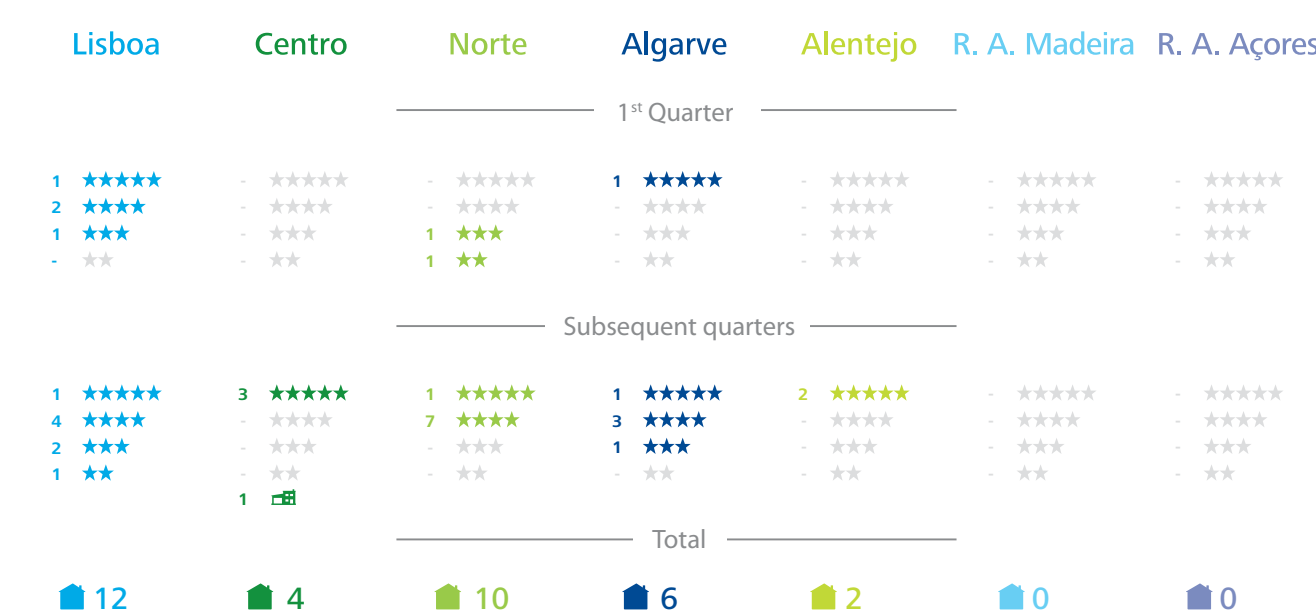 Lisboa Centro Norte Algarve Alentejo R. A. Madeira R. A. Açores
1st Quarter
1 ★★★★★ - ★★★★★ - ★★★★★ 1 ★★★★★ - ★★★★★ - ★★★★★ - ★★★★★
2 ★★★★ - ★★★★ - ★★★★ - ★★★★ - ★★★★ - ★★★★ - ★★★★
1 ★★★ - ★★★ 1 ★★★ - ★★★ - ★★★ - ★★★ - ★★★
- ★★ - ★★ 1 ★★ - ★★ - ★★ - ★★ - ★★
Subsequent quarters
1 ★★★★★ 3 ★★★★★ 1 ★★★★★ 1 ★★★★★ 2 ★★★★★ - ★★★★★ - ★★★★★
4 ★★★★ - ★★★★ 7 ★★★★ 3 ★★★★ - ★★★★ - ★★★★ - ★★★★
2 ★★★ - ★★★ - ★★★ 1 ★★★ - ★★★ - ★★★ - ★★★
1 ★★ - ★★ - ★★ - ★★ - ★★ - ★★ - ★★
1
Total
12 4 10 6 2 0 0